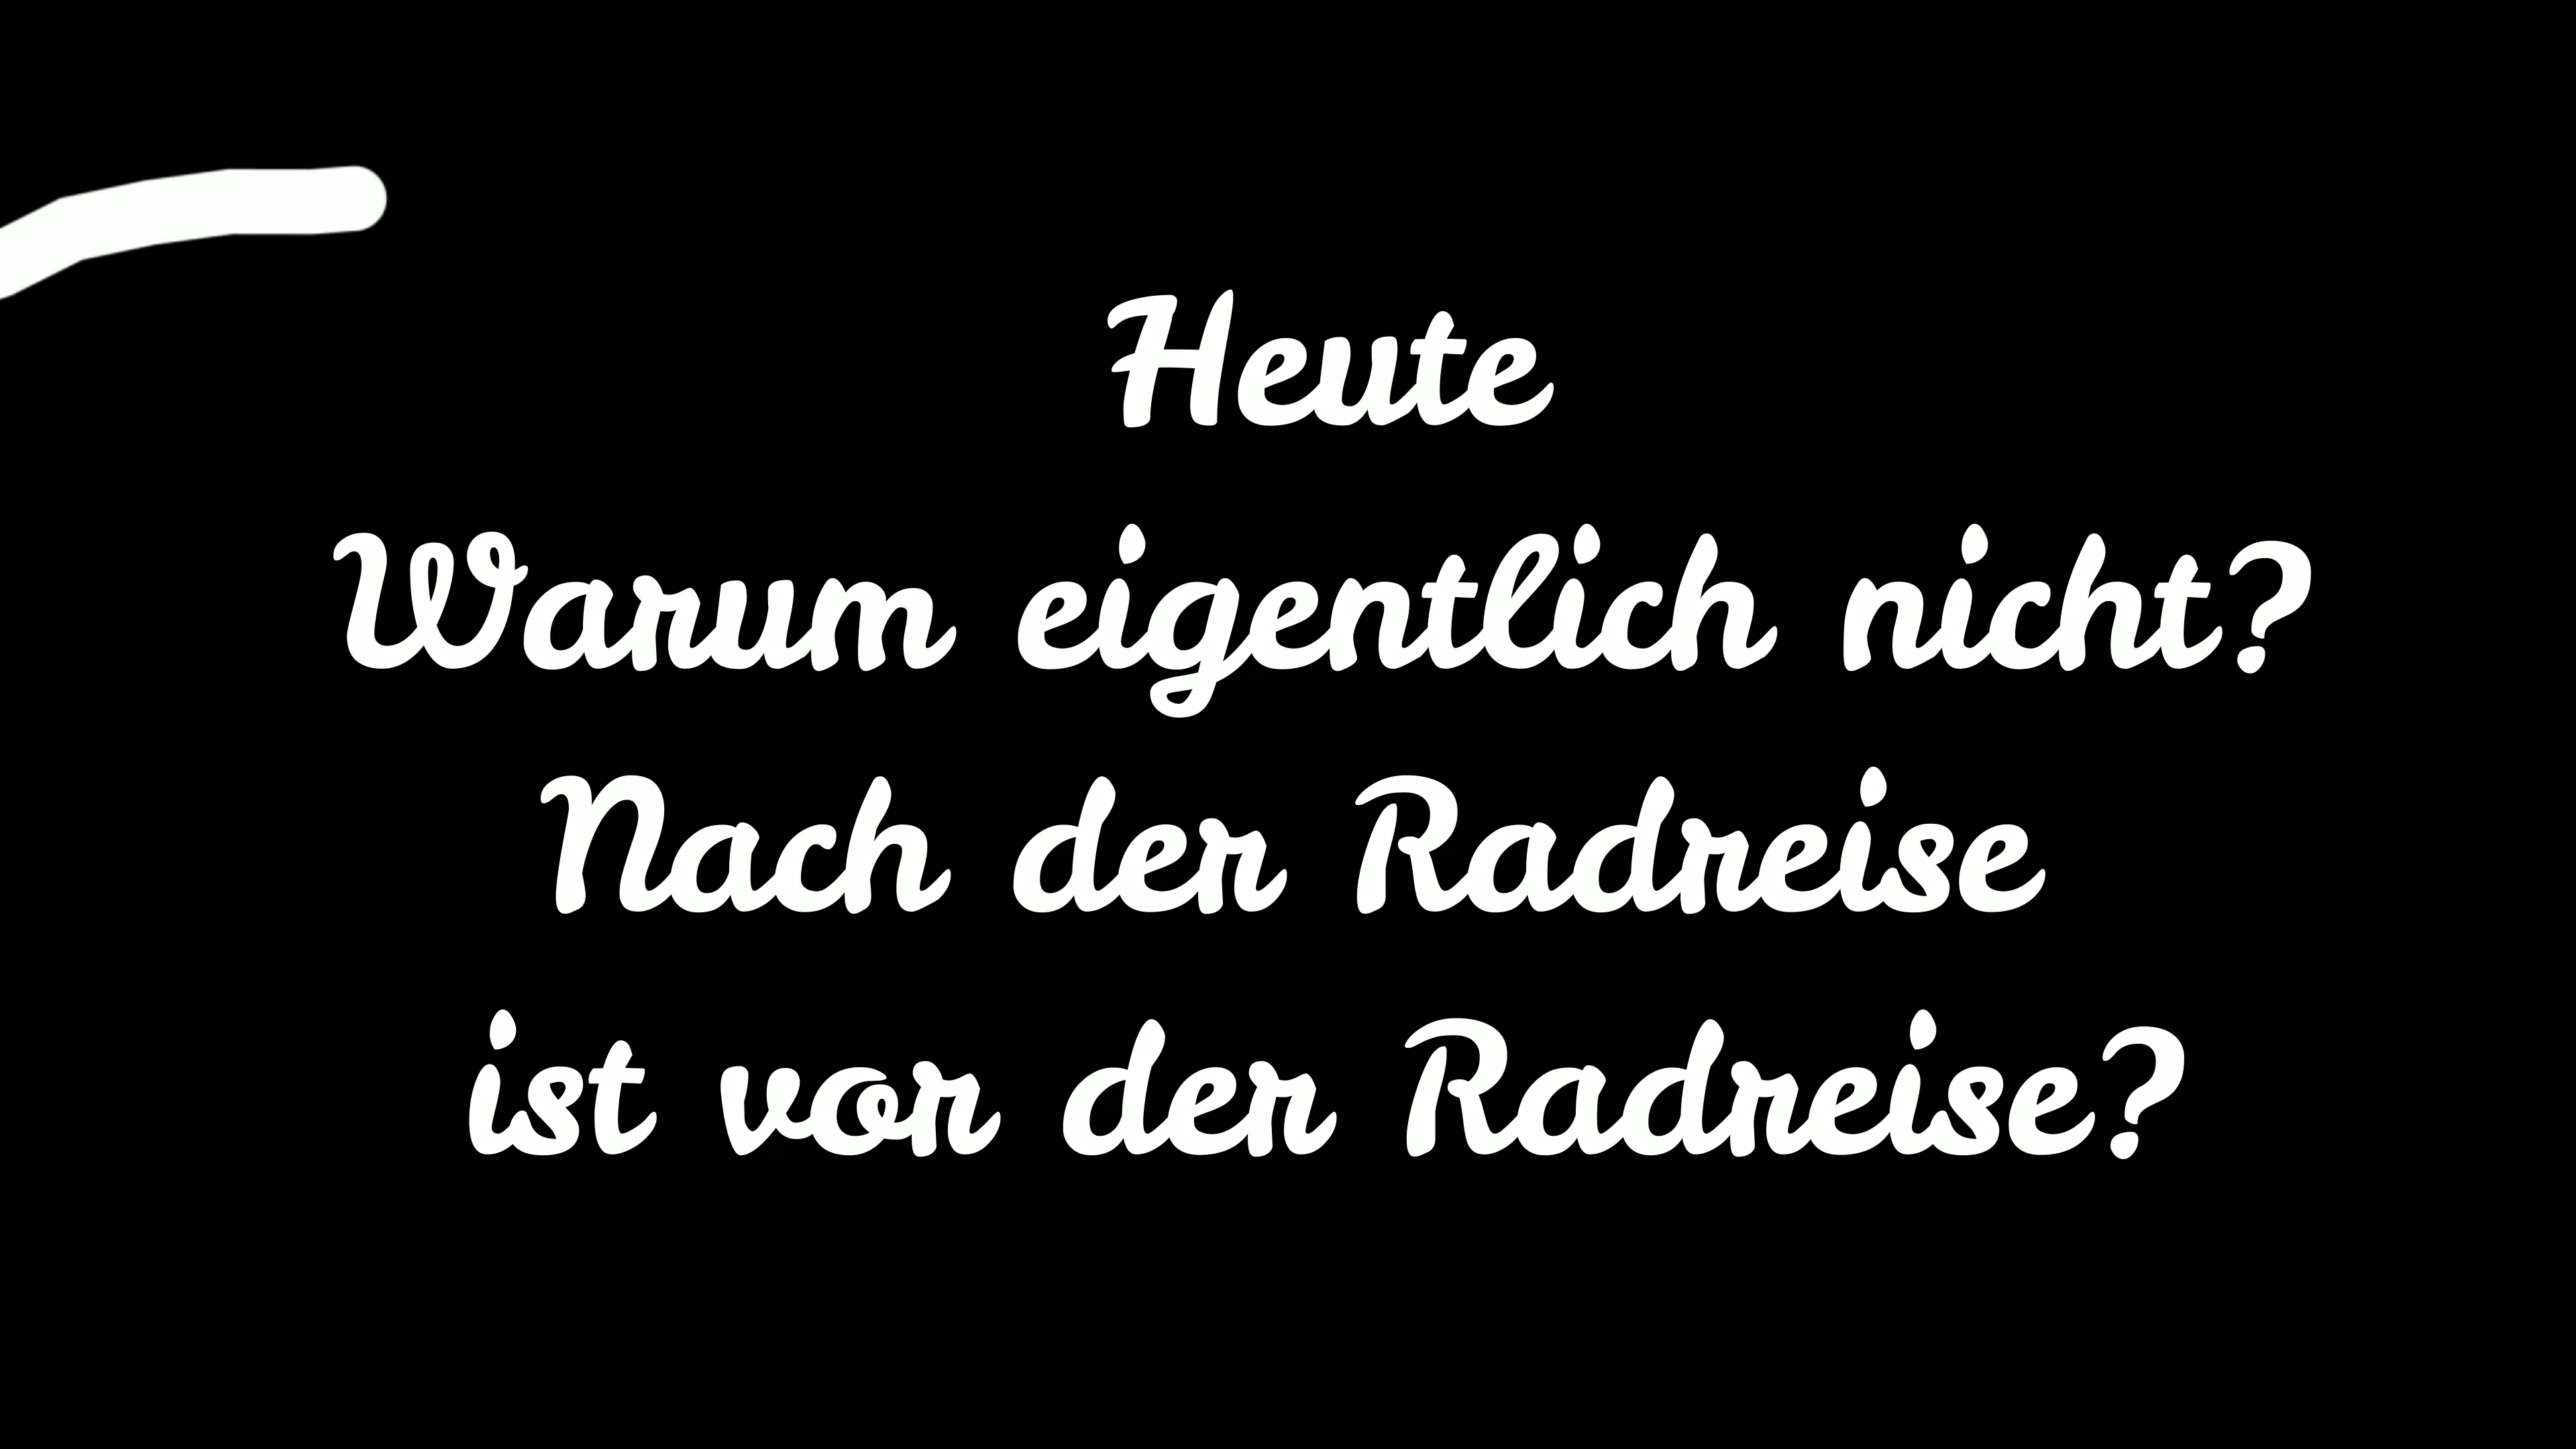 Heute
Warum eigentlich nicht?
Nach der Radreise
ist vor der Radreise?